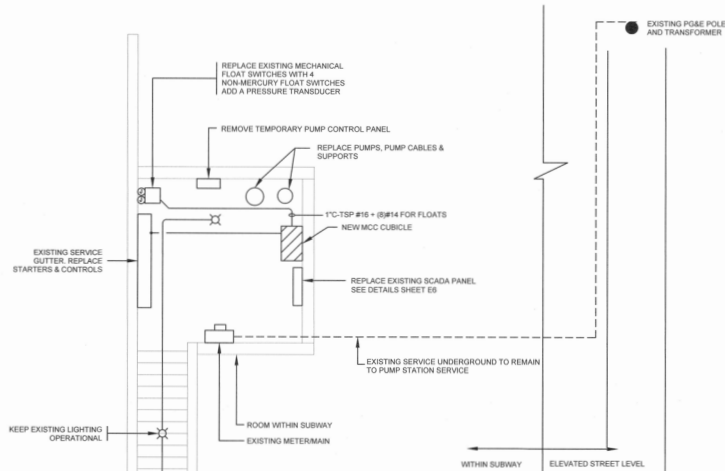 EXISTING PG&E POLE
AND TRANSFORMER
REPLACE EXISTING MECHANICAL
FLOAT SWITCHES WITH 4
NON-MERCURY FLOAT SWITCHES
ADD A PRESSURE TRANSDUCER
REMOVE TEMPORARY PUMP CONTROL PANEL
REPLACE PUMPS, PUMP CABLES &
SUPPORTS
1"C-TSP #16 + (8)#14 FOR FLOATS
NEW MCC CUBICLE
EXISTING SERVICE
GUTTER. REPLACE
STARTERS & CONTROLS
REPLACE EXISTING SCADA PANEL
SEE DETAILS SHEET E6
EXISTING SERVICE UNDERGROUND TO REMAIN
TO PUMP STATION SERVICE
KEEP EXISTING LIGHTING
OPERATIONAL
ROOM WITHIN SUBWAY
EXISTING METER/MAIN
WITHIN SUBWAY
ELEVATED STREET LEVEL